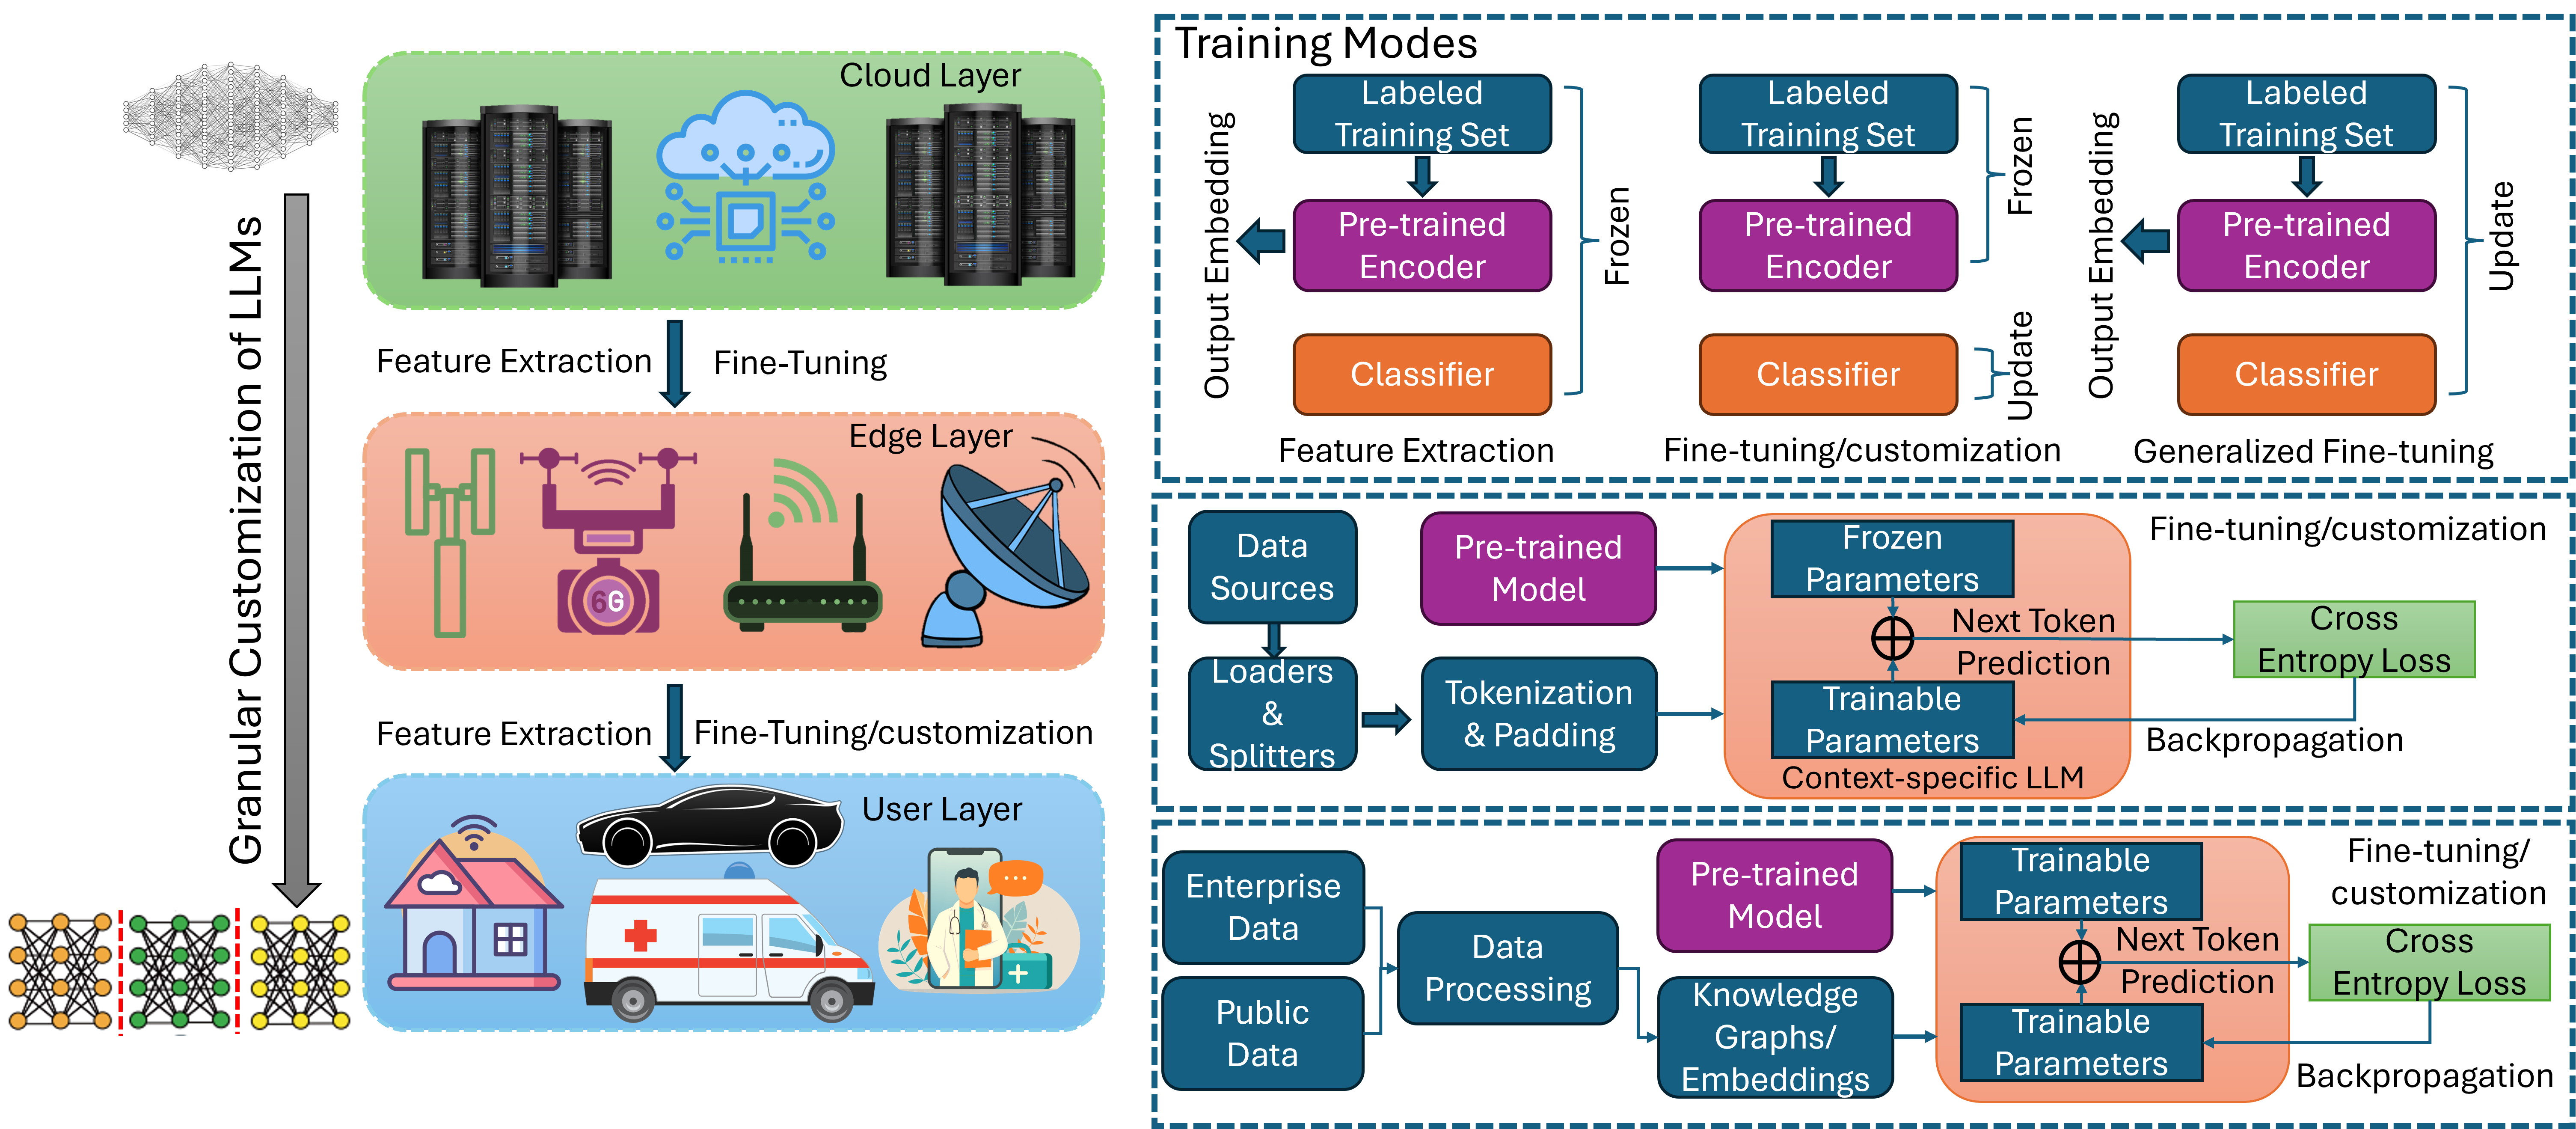 Granular Customization of LLMs
Cloud Layer
Feature Extraction
Fine-Tuning
Edge Layer
6G
Feature Extraction
Fine-Tuning/customization
User Layer
Training Modes
Output Embedding
Labeled
Training Set
Pre-trained
Encoder
Classifier
Frozen
Feature Extraction
Labeled
Training Set
Pre-trained
Encoder
Classifier
Frozen
Update
Fine-tuning/customization
Output Embedding
Labeled
Training Set
Pre-trained
Encoder
Classifier
Update
Generalized Fine-tuning
Data
Sources
Loaders
&
Splitters
Pre-trained
Model
Tokenization
& Padding
Frozen
Parameters
Next Token
Prediction
Trainable
Parameters
Context-specific LLM
Fine-tuning/customization
Cross
Entropy Loss
Backpropagation
Enterprise
Data
Public
Data
Data
Processing
Pre-trained
Model
Knowledge
Graphs/
Embeddings
Trainable
Parameters
Next Token
Prediction
Trainable
Parameters
Fine-tuning/
customization
Cross
Entropy Loss
Backpropagation